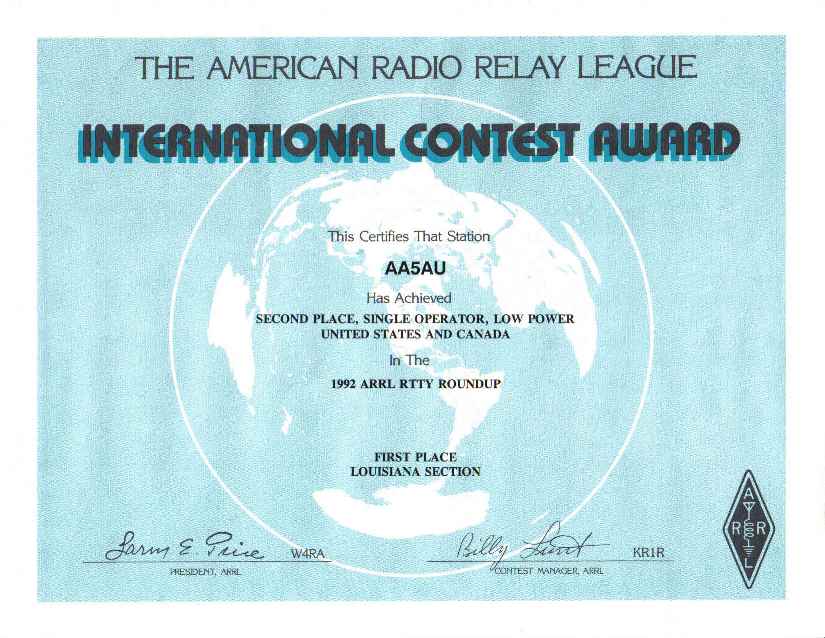 THE AMERICAN RADIO RELAY LEAGUE
INTERNATIONAL CONTEST AWARD
This Certifies That Station
AA5AU
Has Achieved
SECOND PLACE, SINGLE OPERATOR, LOW POWER
UNITED STATES AND CANADA
In The
1992 ARRL RTTY ROUNDUP
FIRST PLACE
LOUISIANA SECTION
Larry E. Price W4RA
PRESIDENT, ARRL
Billy Lunt KR1R
CONTEST MANAGER, ARRL
A
R R
L